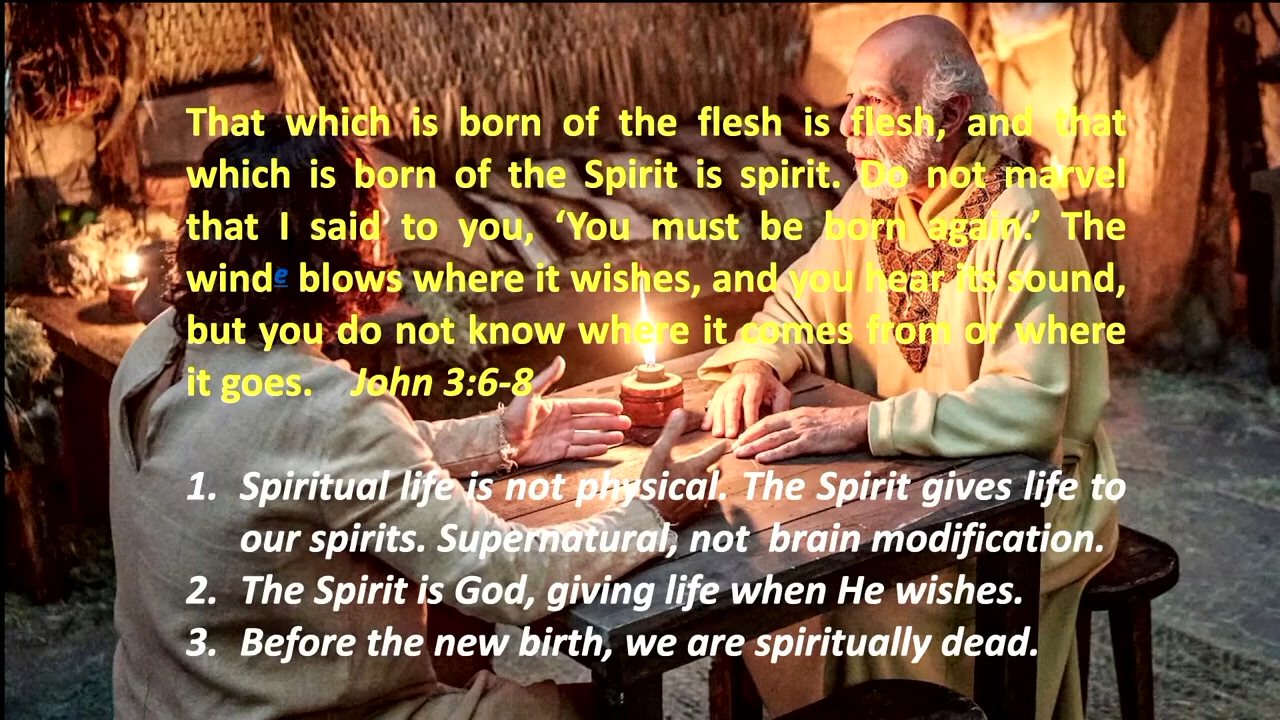 That which is born of the flesh is flesh, and that
which is born of the Spirit is spirit. Do not marvel
that I said to you, ‘You must be born again.’ The
winde blows where it wishes, and you hear its sound,
but you do not know where it comes from or where
it goes. John 3:6-8
1. Spiritual life is not physical. The Spirit gives life to
our spirits. Supernatural, not brain modification.
2. The Spirit is God, giving life when He wishes.
3. Before the new birth, we are spiritually dead.